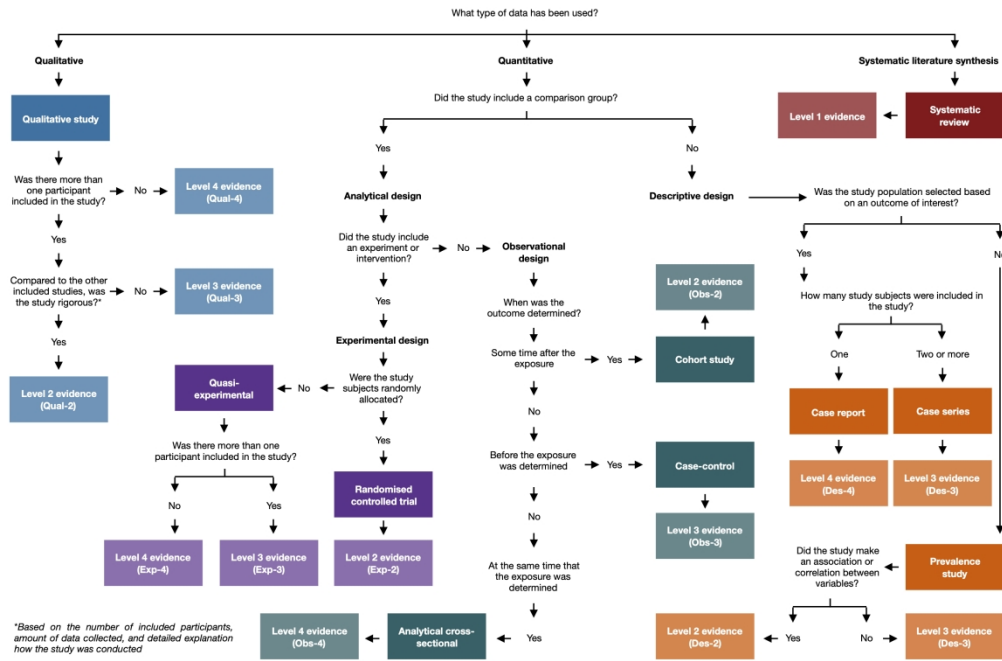 What type of data has been used?
Qualitative
Quantitative
Systematic literature synthesis
Qualitative study
Did the study include a comparison group?
Level 1 evidence
Systematic
review
Yes
No
Was there more than
one participant
included in the study?
No
Level 4 evidence
(Qual-4)
Analytical design
Descriptive design
Was the study population selected based
on an outcome of interest?
Yes
Did the study include
an experiment or
intervention?
No
Observational
design
Yes
No
Compared to the other
included studies, was
the study rigorous?*
No
Level 3 evidence
(Qual-3)
Yes
When was the
outcome determined?
Level 2 evidence
(Obs-2)
How many study subjects were included in
the study?
Yes
Experimental design
Some time after the
exposure
Yes
Cohort study
One
Two or more
Level 2 evidence
(Qual-2)
Quasi-
experimental
No
Were the study
subjects randomly
allocated?
No
Case report
Case series
Was there more than one
participant included in the study?
Yes
Before the exposure
was determined
Yes
Case-control
Level 4 evidence
(Des-4)
Level 3 evidence
(Des-3)
No
Yes
Randomised
controlled trial
No
Level 3 evidence
(Obs-3)
Level 4 evidence
(Exp-4)
Level 3 evidence
(Exp-3)
Level 2 evidence
(Exp-2)
At the same time that
the exposure was
determined
Did the study make
an association or
correlation between
variables?
Prevalence
study
*Based on the number of included participants,
amount of data collected, and detailed explanation
how the study was conducted
Level 4 evidence
(Obs-4)
Analytical cross-
sectional
Yes
Level 2 evidence
(Des-2)
Yes
No
Level 3 evidence
(Des-3)